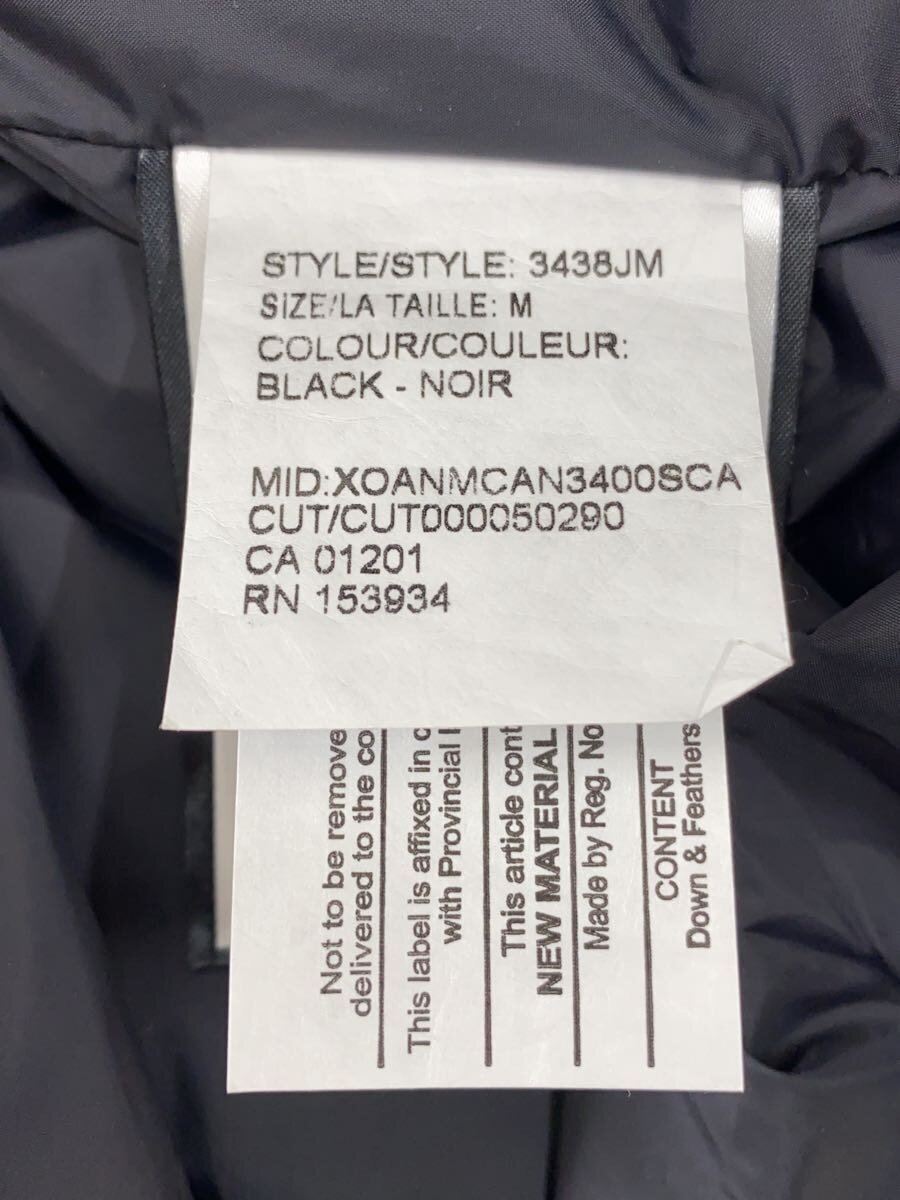 STYLE/STYLE: 3438JM
SIZE/LA TAILLE: M
COLOUR/COULEUR:
BLACK - NOIR
MID:XOANMCAN3400SCA
CUT/CUT000050290
CA 01201
RN 153934
Not to be remove
delivered to the co
This label is affixed in c
with Provincial
This article cont
NEW MATERIAL
Made by Reg. No
CONTENT
Down & Feathers